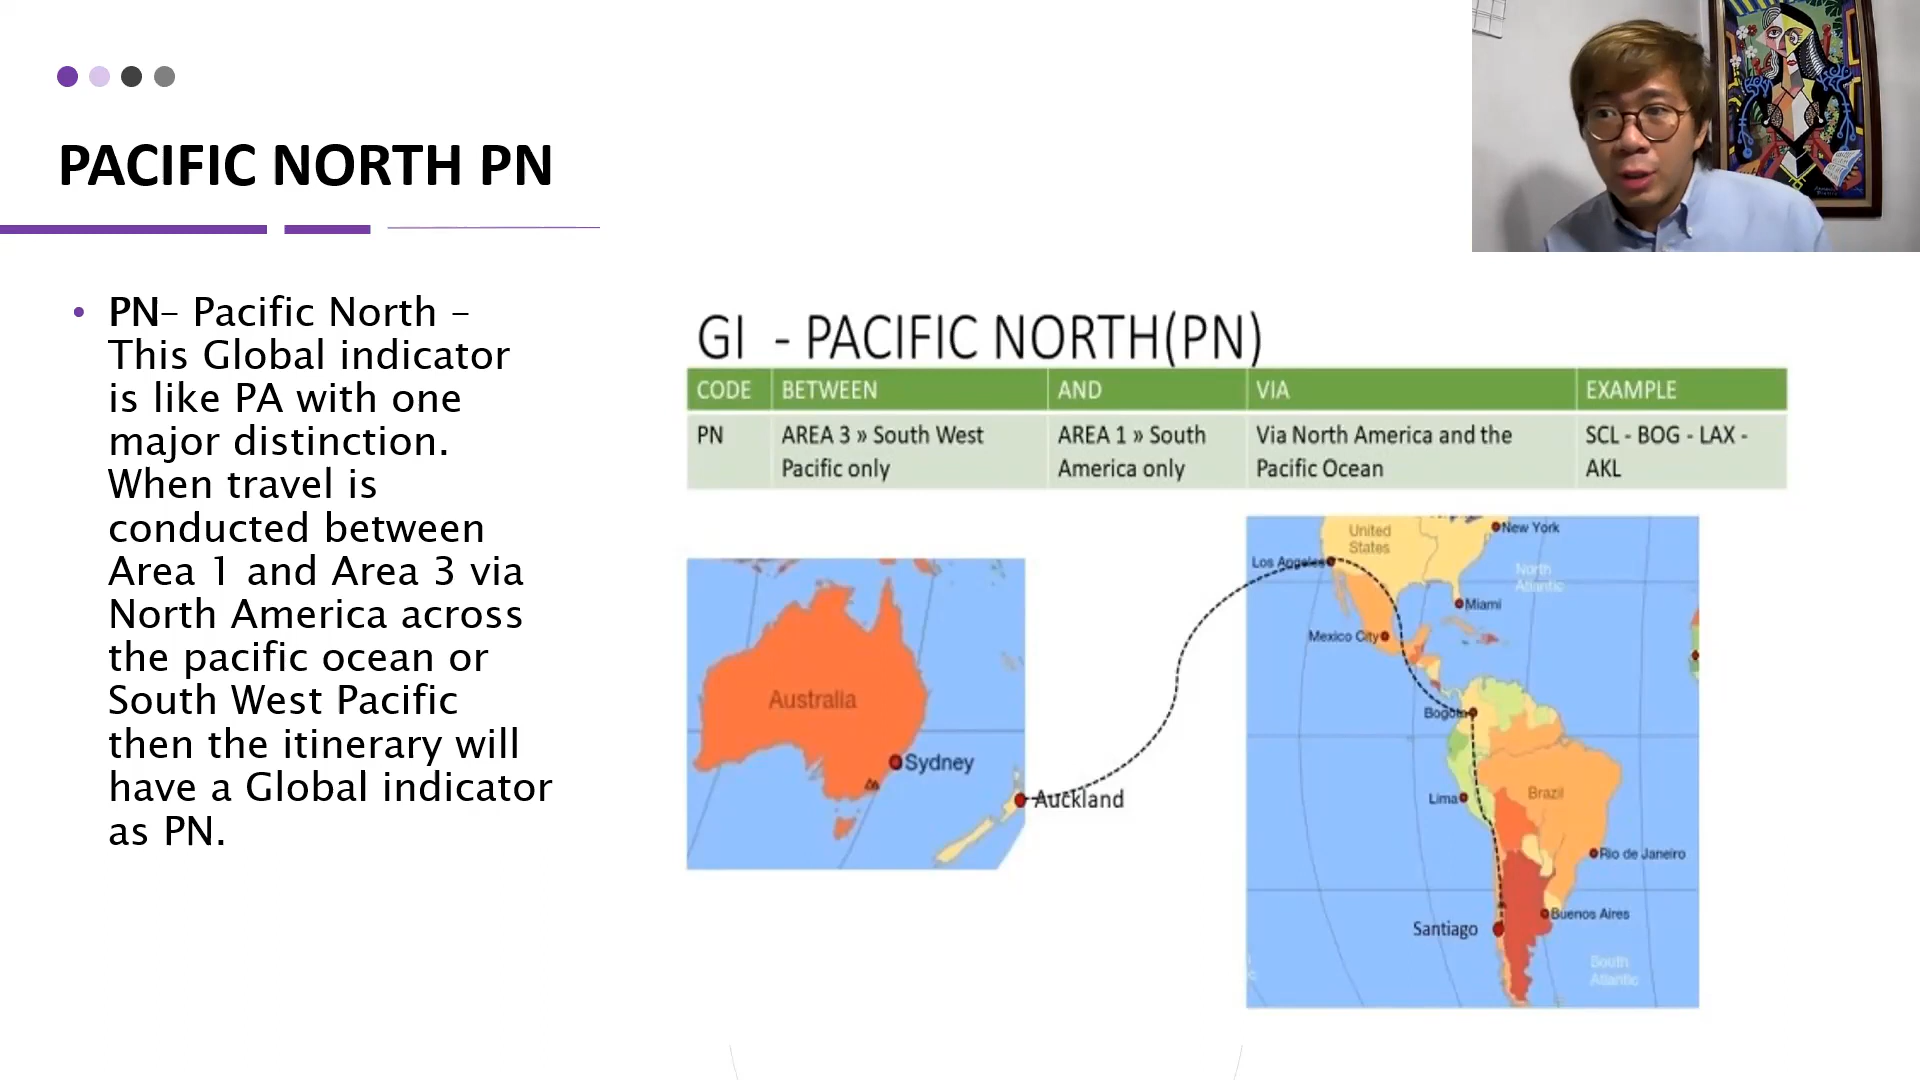 PACIFIC NORTH PN
• PN– Pacific North –
This Global indicator
is like PA with one
major distinction.
When travel is
conducted between
Area 1 and Area 3 via
North America across
the pacific ocean or
South West Pacific
then the itinerary will
have a Global indicator
as PN.
GI - PACIFIC NORTH(PN)
CODE BETWEEN AND VIA EXAMPLE
PN AREA 3 » South West AREA 1 » South Via North America and the SCL - BOG - LAX -
Pacific only America only Pacific Ocean AKL
Australia
Sydney
Auckland
United
States
New York
Los Angeles
North
Atlantic
Miami
Mexico City
Bogota
Lima
Brazil
Rio de Janeiro
Buenos Aires
Santiago
South
Atlantic